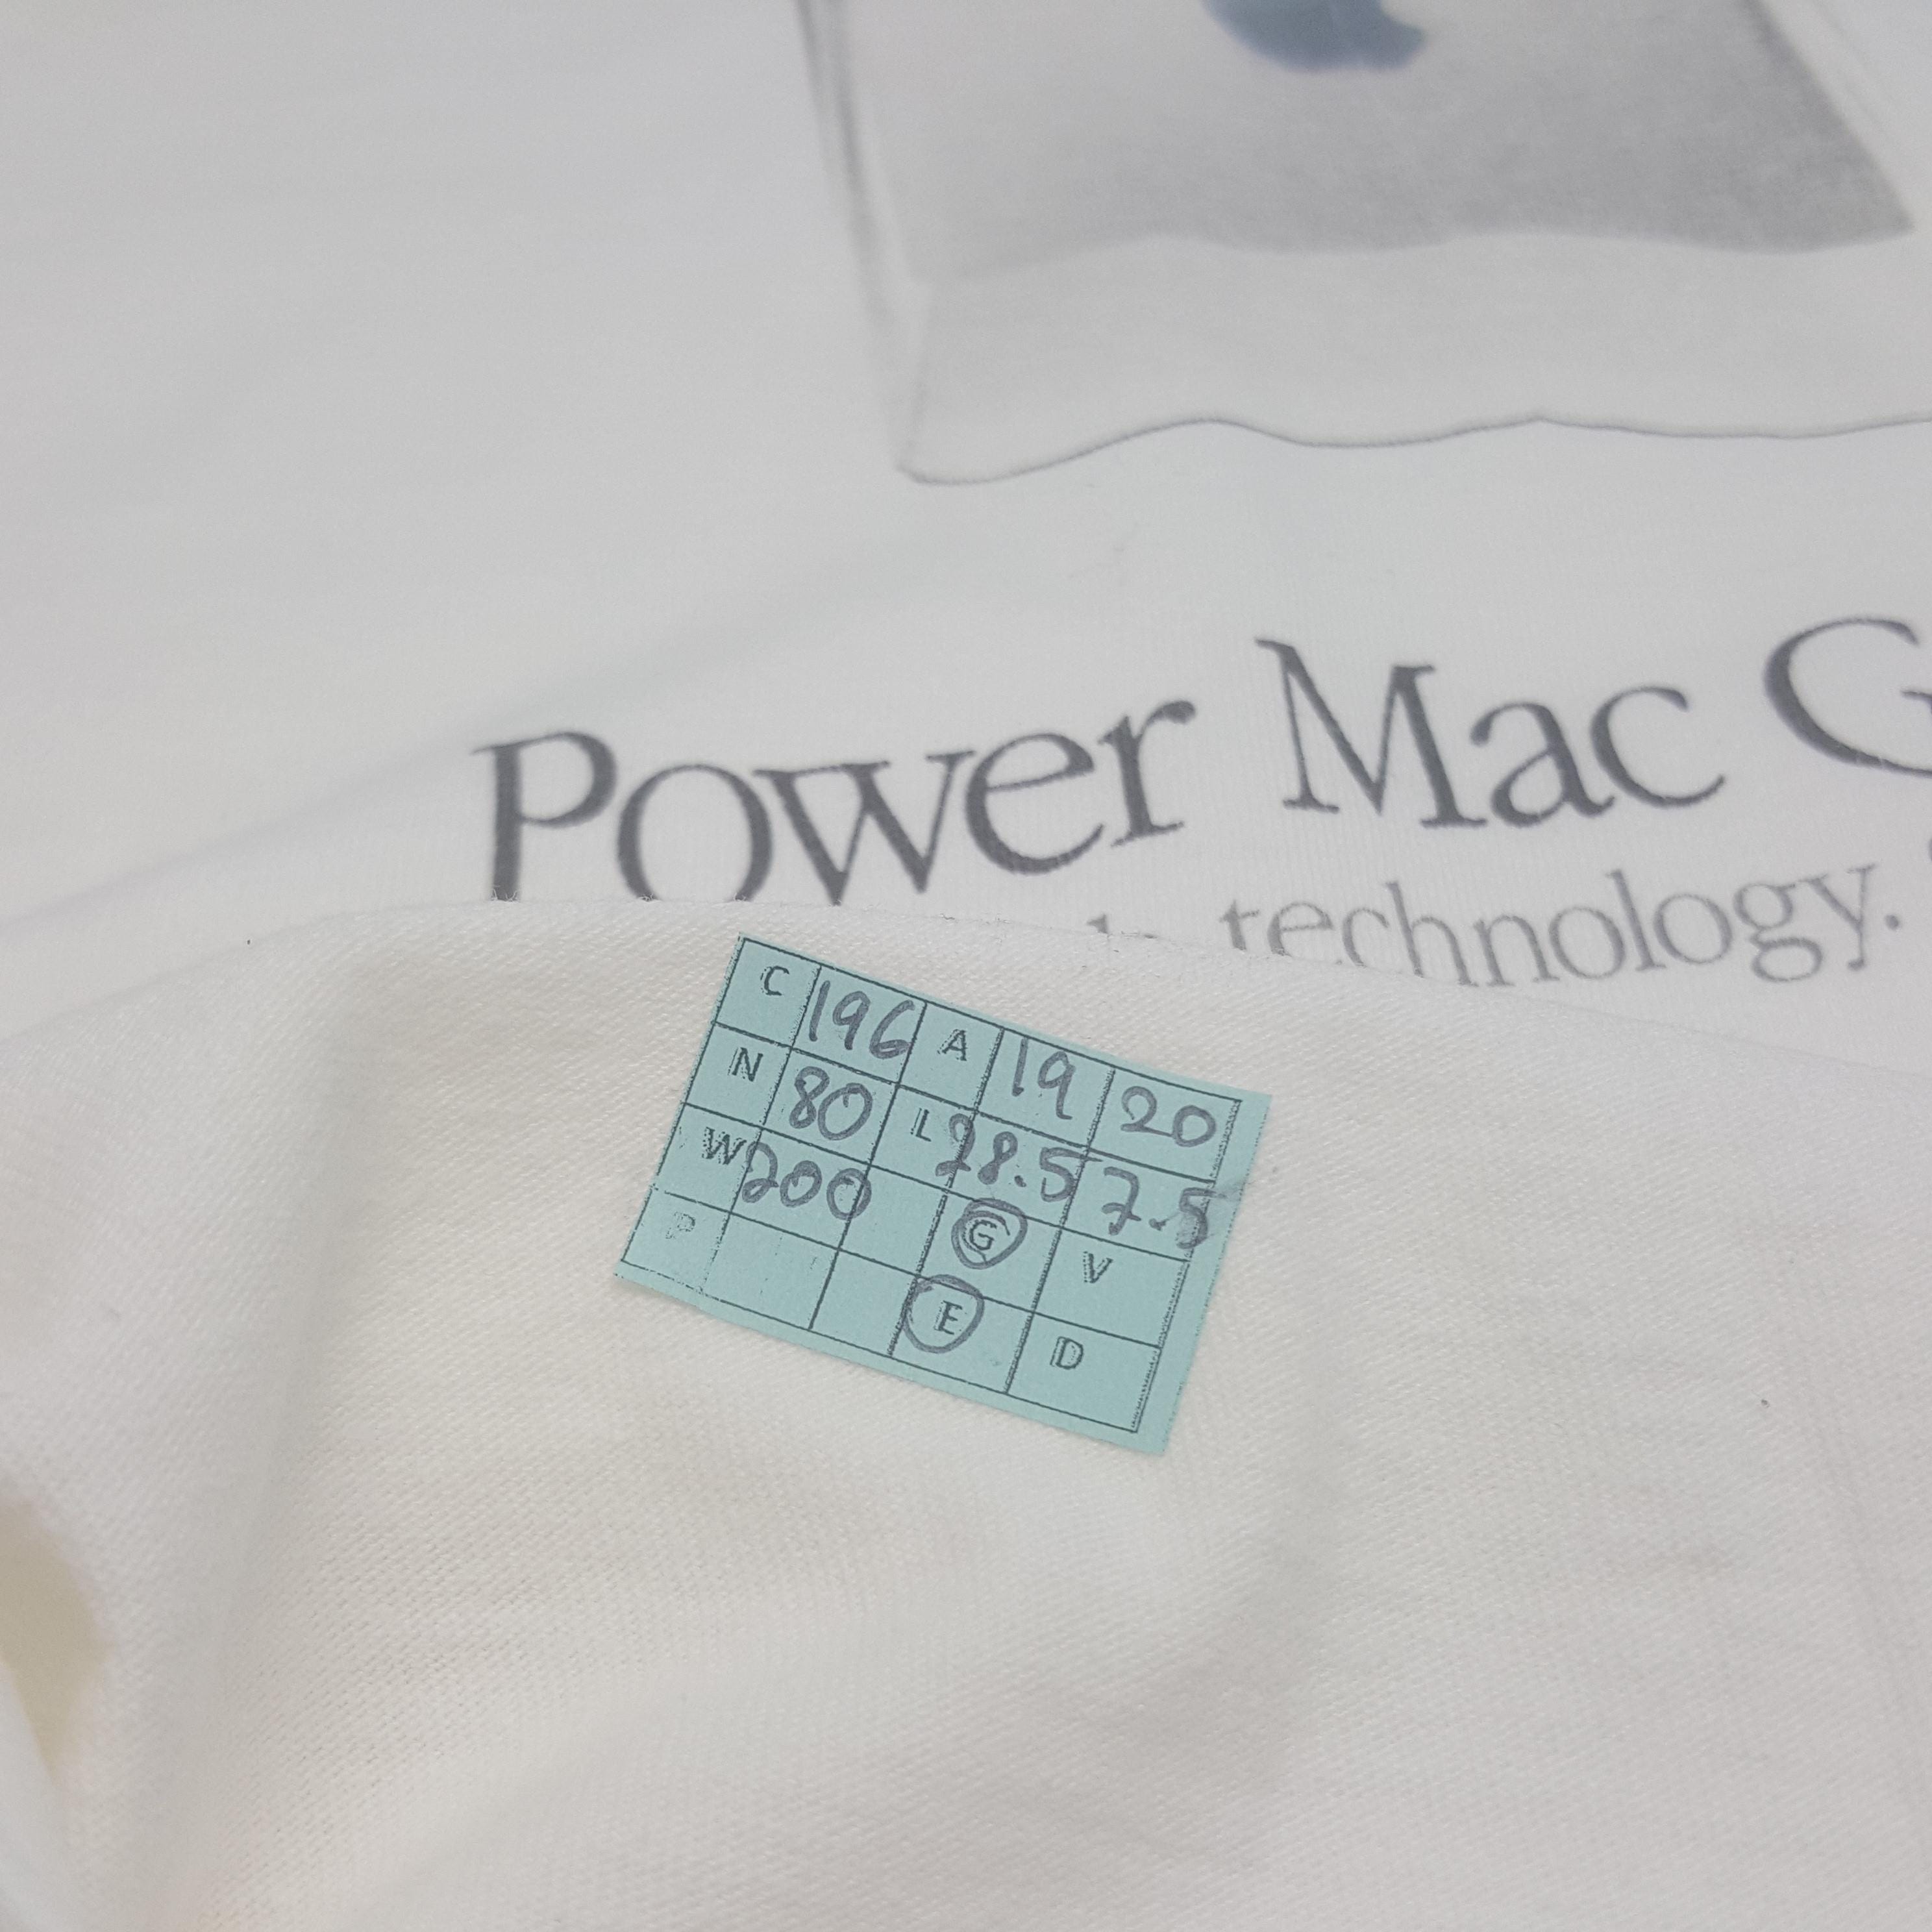 Power Mac G
technology.
C 196 A 19 20
N 80 L 28.5 7.5
W 200 G V
P E D